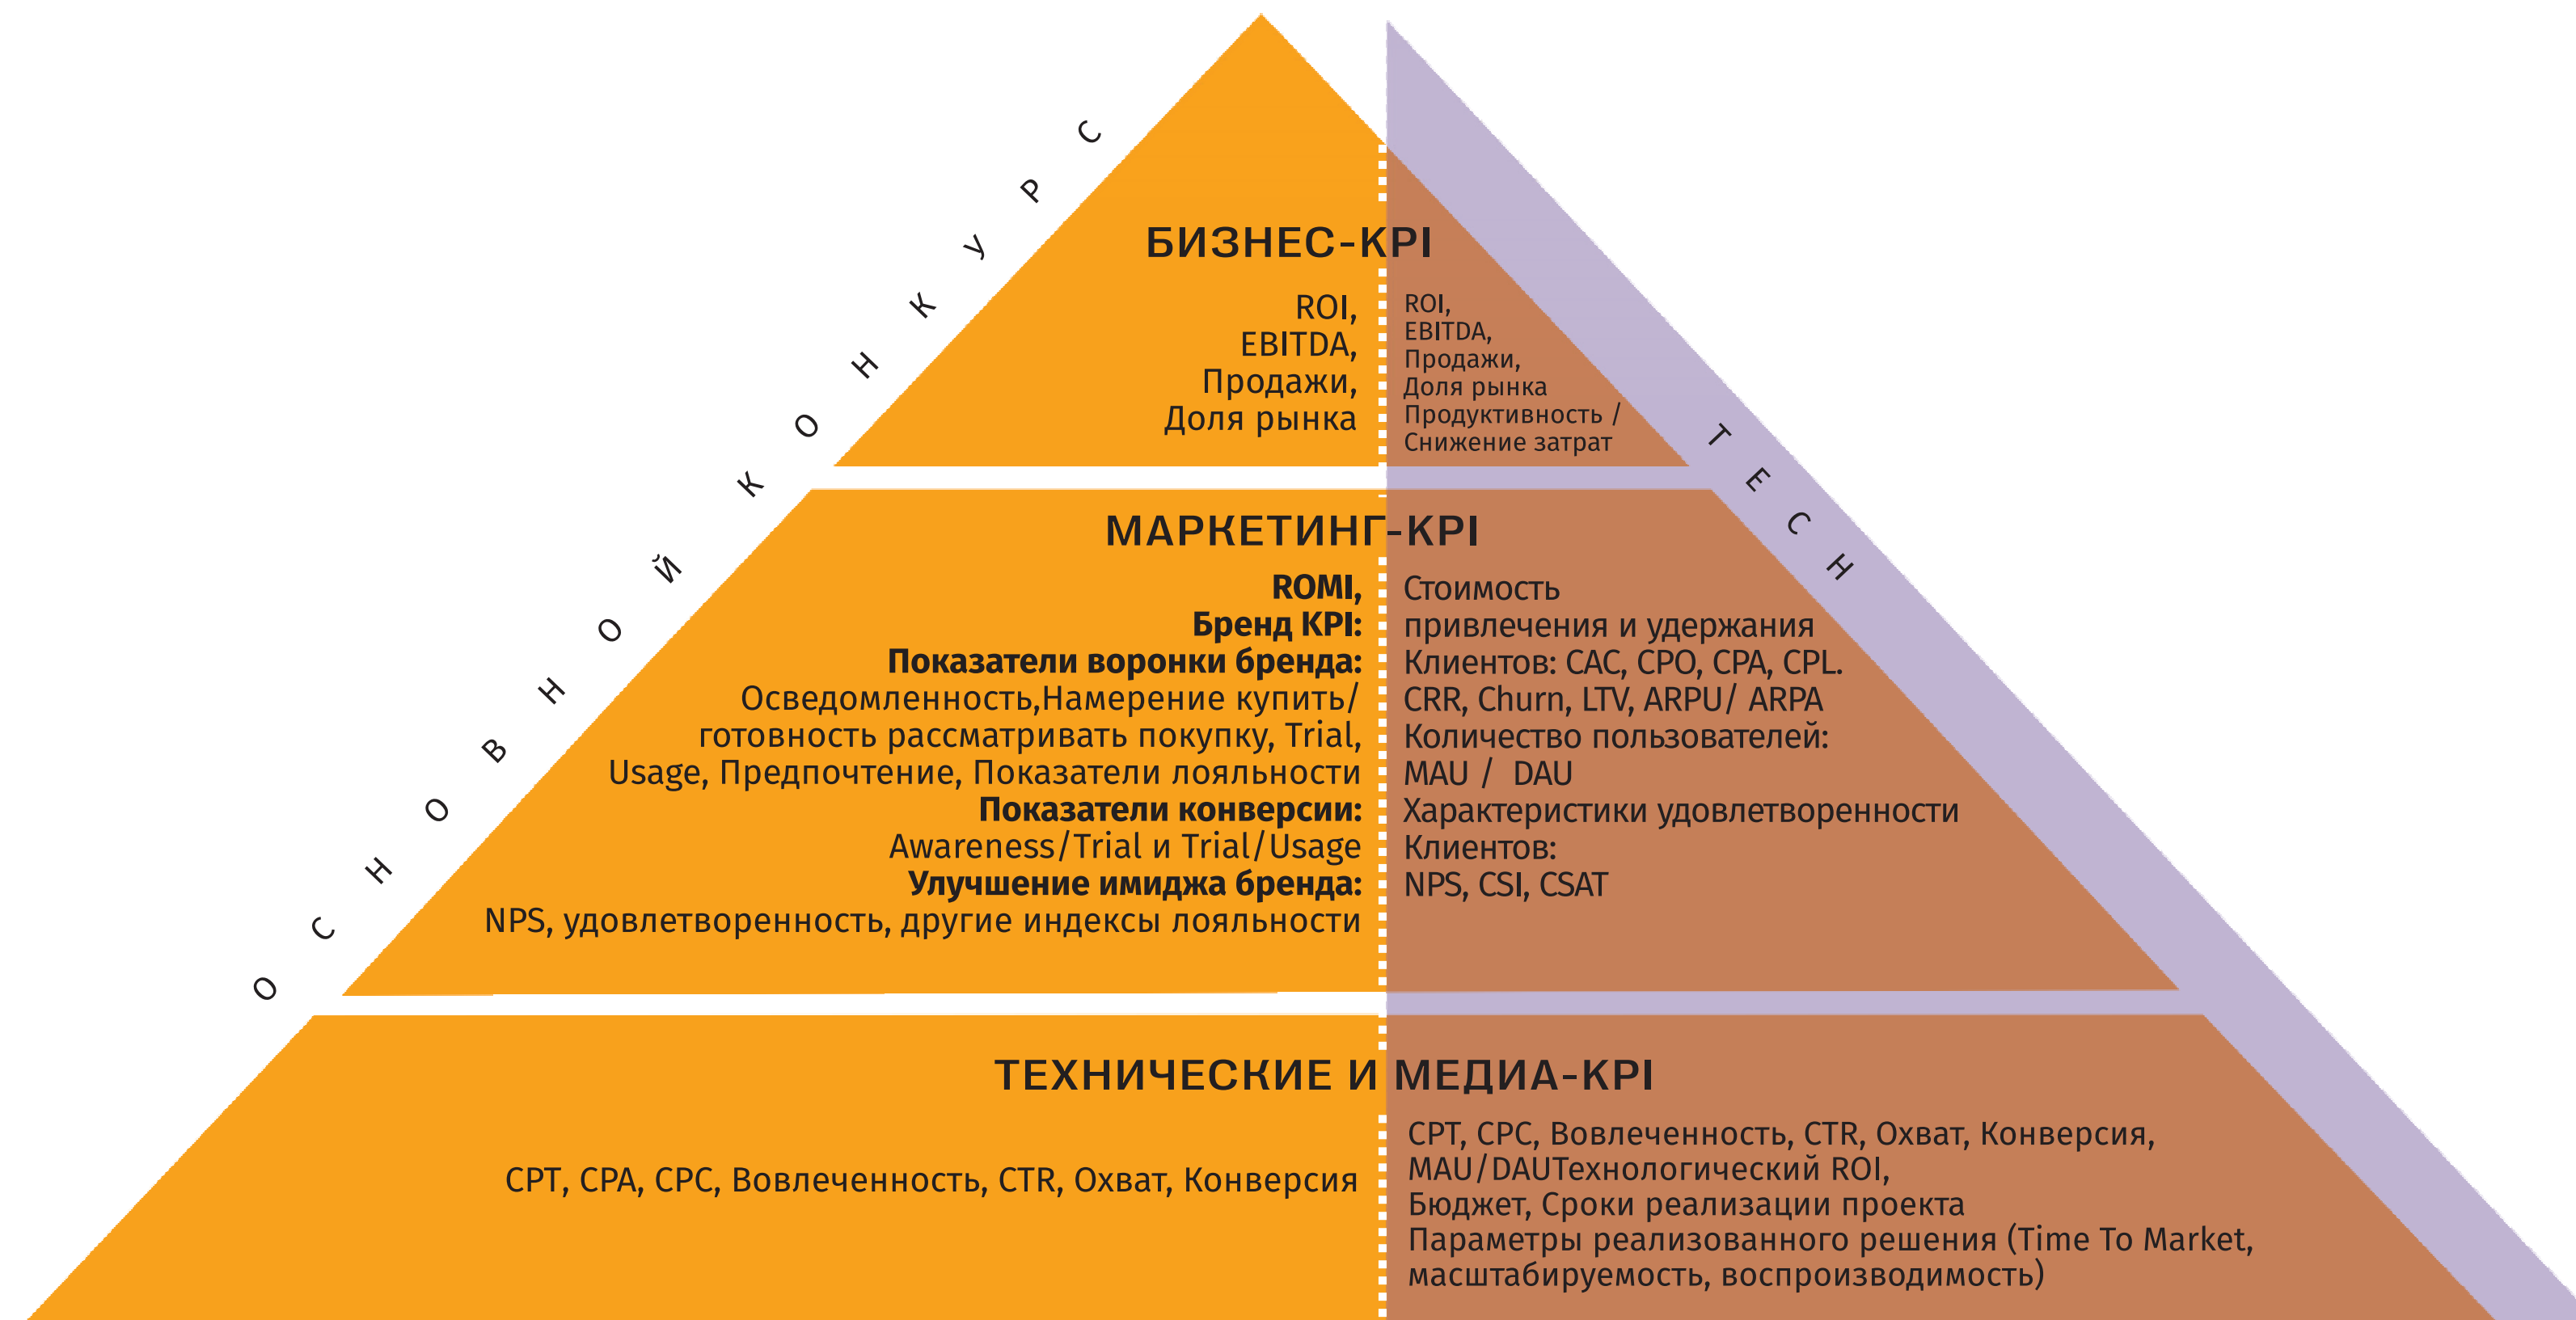 ОСНОВНОЙ КОНКУРС
БИЗНЕС-KPI
ROI,
EBITDA,
Продажи,
Доля рынка
ROI,
EBITDA,
Продажи,
Доля рынка
Продуктивность /
Снижение затрат
ТЕСН
МАРКЕТИНГ-KPI
ROMI,
Бренд KPI:
Показатели воронки бренда:
Осведомленность,Намерение купить/
готовность рассматривать покупку, Trial,
Usage, Предпочтение, Показатели лояльности
Показатели конверсии:
Awareness/Trial и Trial/Usage
Улучшение имиджа бренда:
NPS, удовлетворенность, другие индексы лояльности
Стоимость
привлечения и удержания
Клиентов: CAC, CPO, CPA, CPL.
CRR, Churn, LTV, ARPU/ ARPA
Количество пользователей:
MAU / DAU
Характеристики удовлетворенности
Клиентов:
NPS, CSI, CSAT
ТЕХНИЧЕСКИЕ И МЕДИА-KPI
CPT, CPA, CPC, Вовлеченность, CTR, Охват, Конверсия
CPT, CPC, Вовлеченность, CTR, Охват, Конверсия,
MAU/DAUТехнологический ROI,
Бюджет, Сроки реализации проекта
Параметры реализованного решения (Time To Market,
масштабируемость, воспроизводимость)